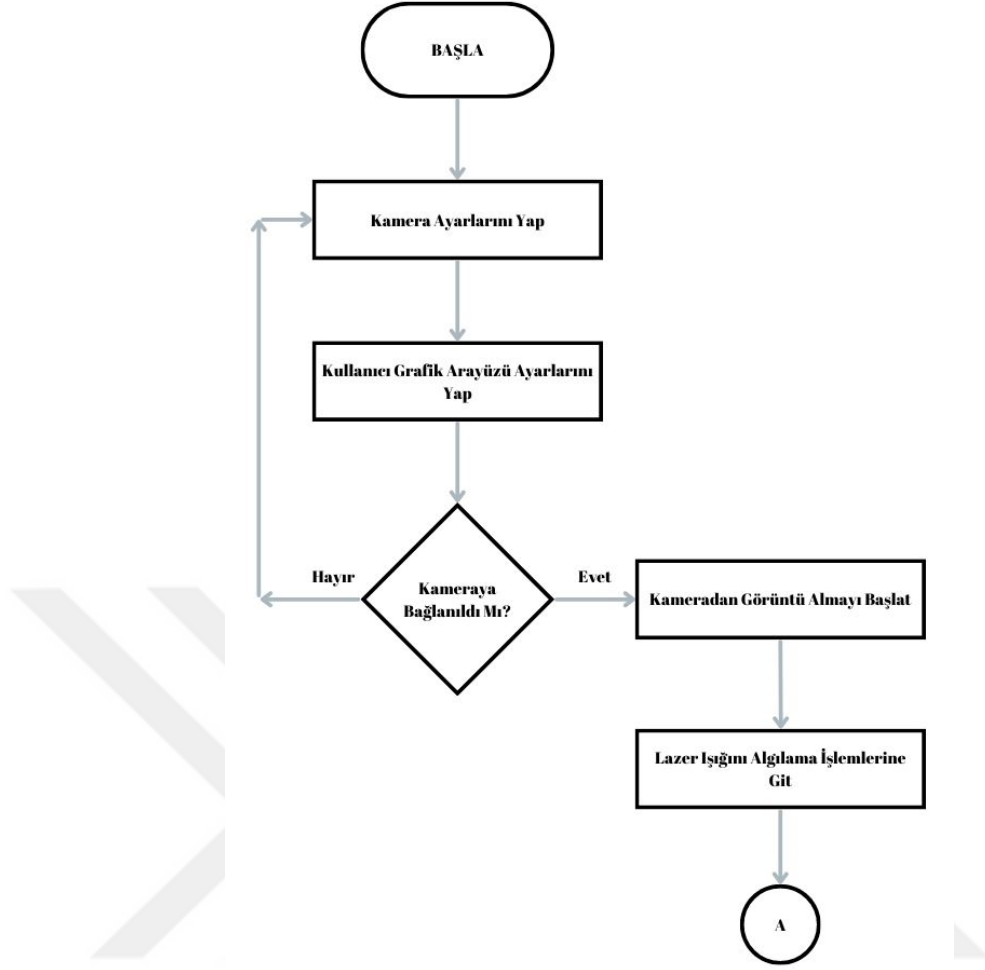 BAŞLA
Kamera Ayarlarını Yap
Kullanıcı Grafik Arayüzü Ayarlarını
Yap
Hayır
Kameraya
Bağlanıldı Mı?
Evet
Kameradan Görüntü Almayı Başlat
Lazer Işığını Algılama İşlemlerine
Git
A